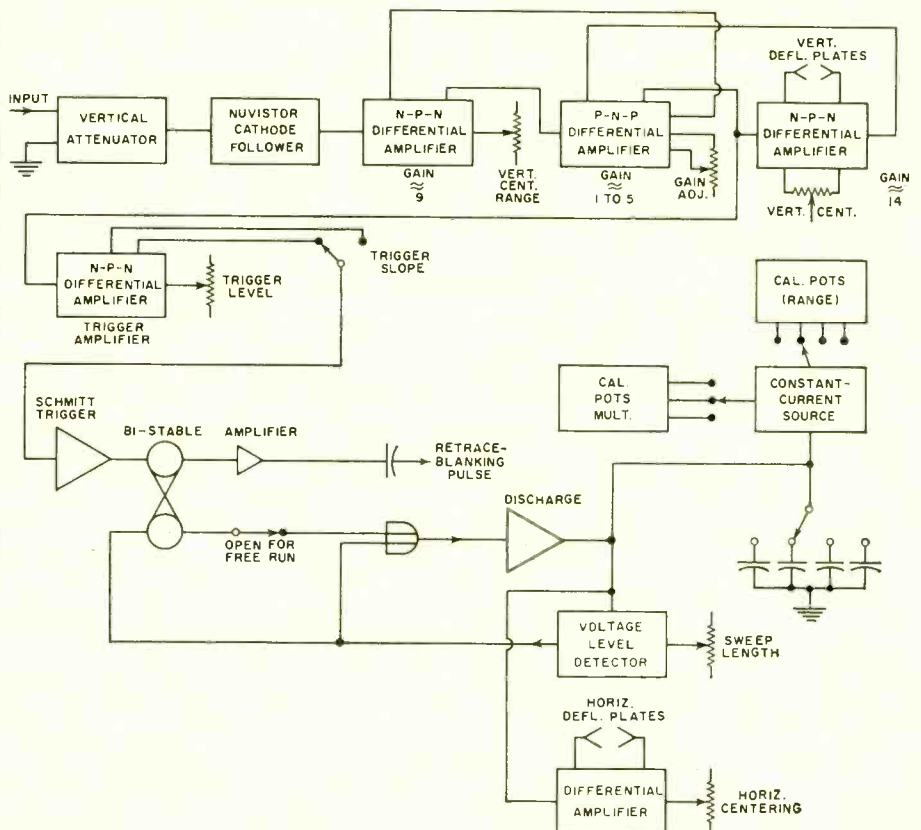 INPUT
VERTICAL
ATTENUATOR
NUVISTOR
CATHODE
FOLLOWER
N-P-N
DIFFERENTIAL
AMPLIFIER
GAIN
≈
9
VERT.
CENT.
RANGE
P-N-P
DIFFERENTIAL
AMPLIFIER
GAIN
≈
1 TO 5
GAIN
ADJ.
VERT.
DEFL. PLATES
N-P-N
DIFFERENTIAL
AMPLIFIER
VERT. CENT.
GAIN
≈
14
N-P-N
DIFFERENTIAL
AMPLIFIER
TRIGGER
AMPLIFIER
TRIGGER
LEVEL
TRIGGER
SLOPE
CAL. POTS
(RANGE)
CAL.
POTS
MULT.
CONSTANT-
CURRENT
SOURCE
SCHMITT
TRIGGER
BI-STABLE
AMPLIFIER
RETRACE-
BLANKING
PULSE
OPEN FOR
FREE RUN
DISCHARGE
VOLTAGE
LEVEL
DETECTOR
SWEEP
LENGTH
HORIZ.
DEFL. PLATES
DIFFERENTIAL
AMPLIFIER
HORIZ.
CENTERING